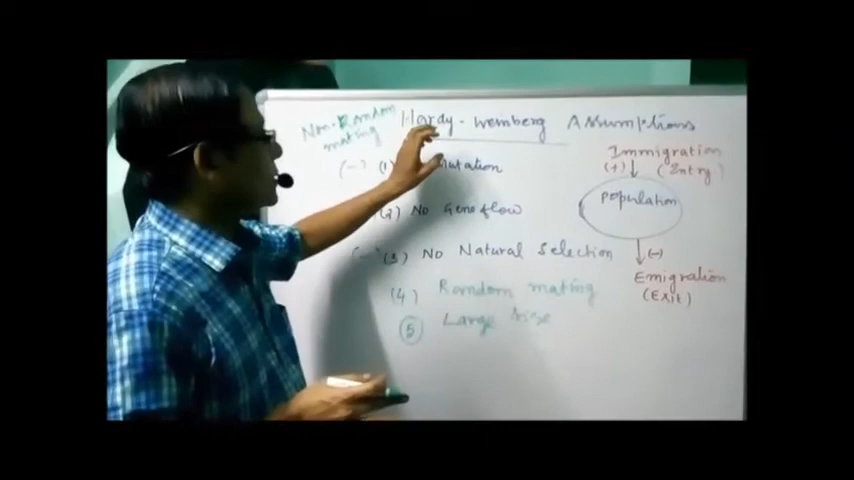 Non-Random
mating
Hardy-Weinberg Assumptions
(-) (1) Mutation
(2) No Gene flow
(-) (3) No Natural Selection
(4) Random mating
(5) Large Size
Immigration
(+) (Entry)
Population
(-)
Emigration
(Exit)